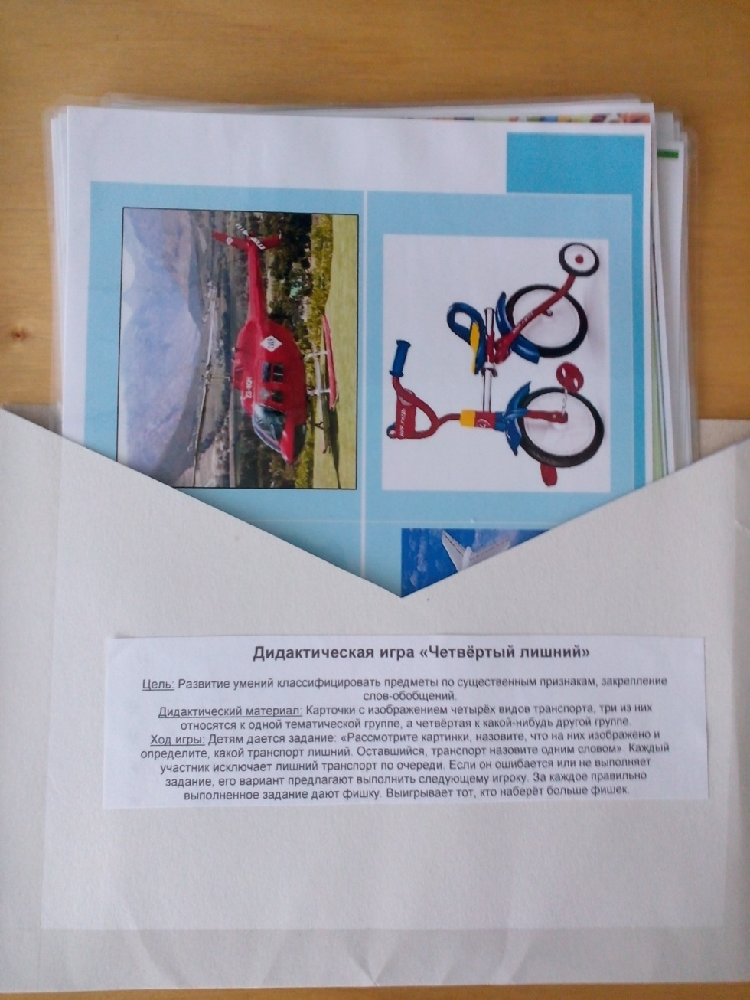 Дидактическая игра «Четвёртый лишний»
Цель: Развитие умений классифицировать предметы по существенным признакам, закрепление
слов-обобщений.
Дидактический материал: Карточки с изображением четырёх видов транспорта, три из них
относятся к одной тематической группе, а четвёртая к какой-нибудь другой группе.
Ход игры: Детям дается задание: «Рассмотрите картинки, назовите, что на них изображено и
определите, какой транспорт лишний. Оставшийся, транспорт назовите одним словом». Каждый
участник исключает лишний транспорт по очереди. Если он ошибается или не выполняет
задание, его вариант предлагают выполнить следующему игроку. За каждое правильно
выполненное задание дают фишку. Выигрывает тот, кто наберёт больше фишек.